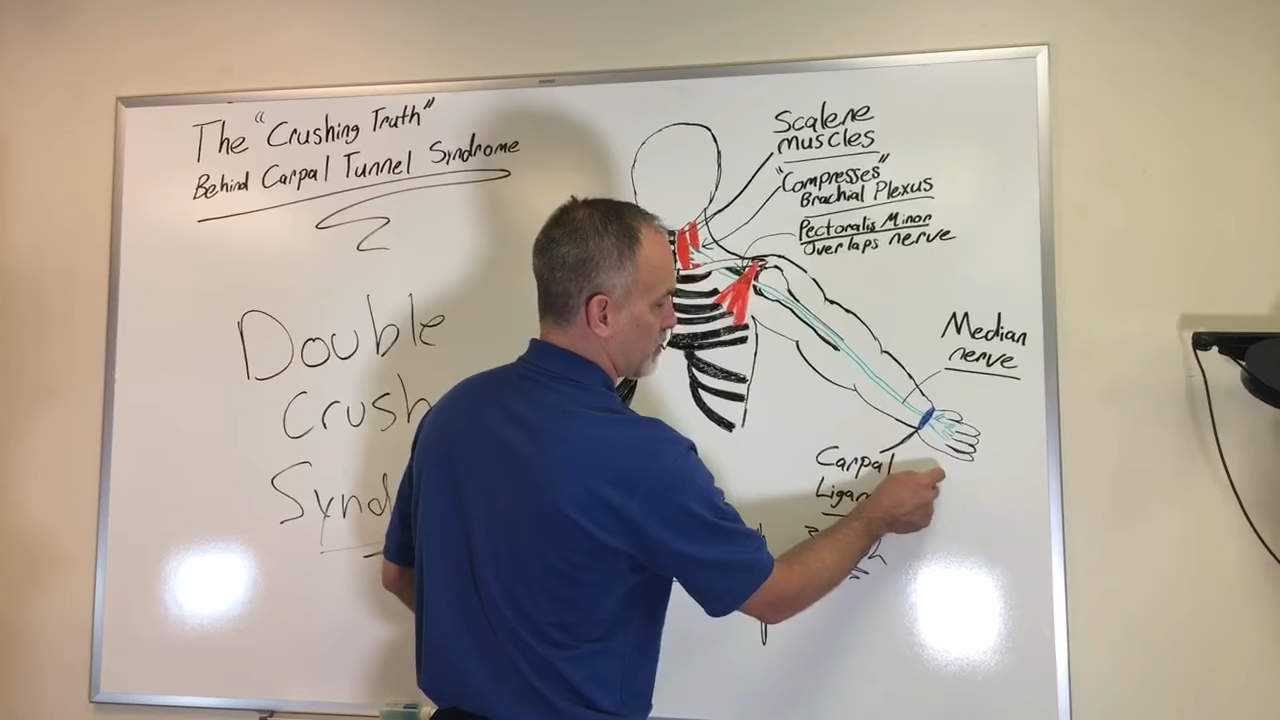 The "Crushing Truth"
Behind Carpal Tunnel Syndrome
Double
Crush
Synd
Scalene
muscles
"Compresses"
Brachial Plexus
Pectoralis Minor
Overlaps nerve
Median
nerve
Carpal
Ligam